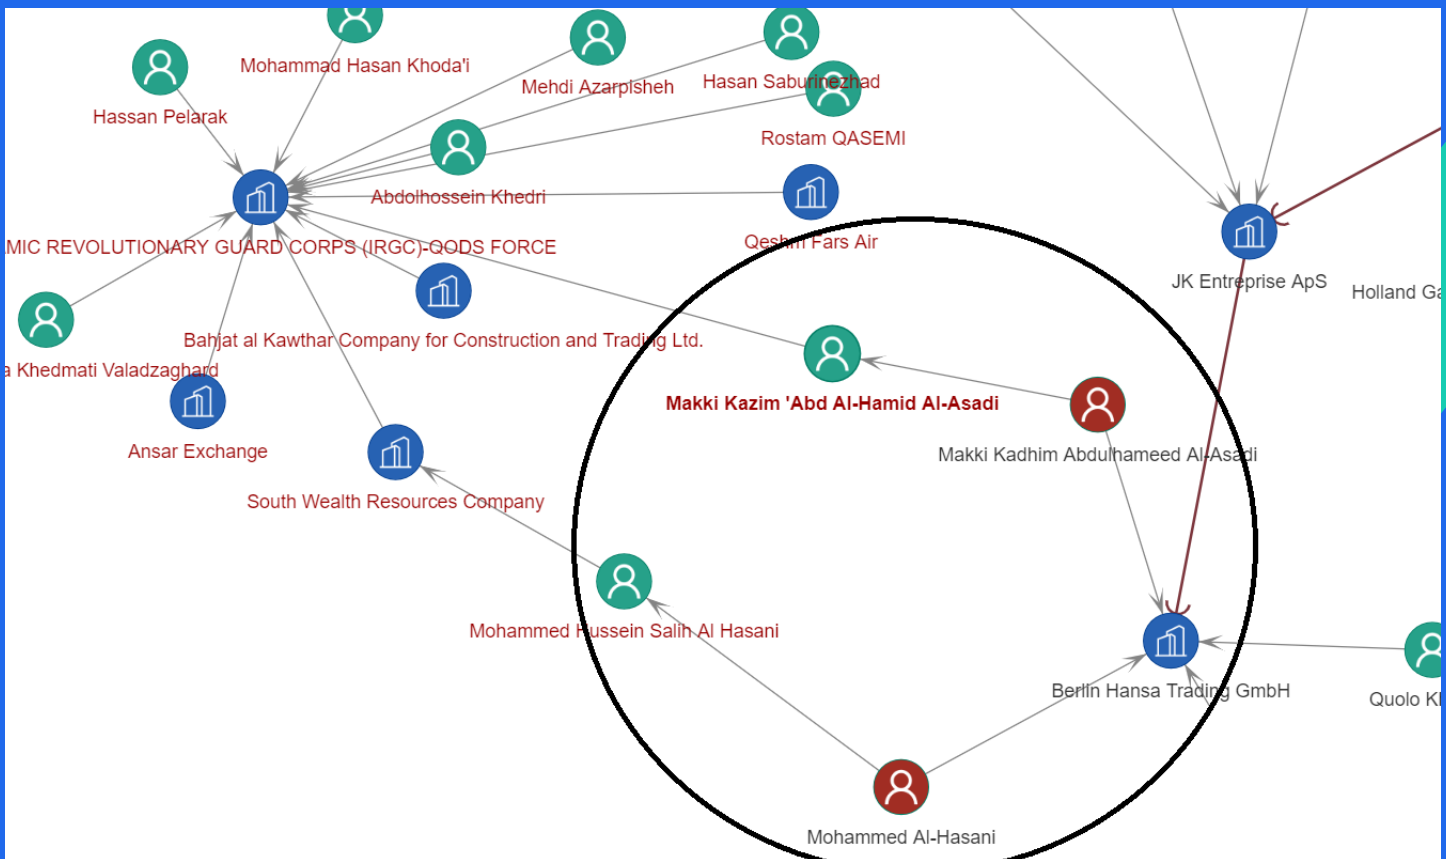 Mohammad Hasan Khoda'i
Mehdi Azarpisheh
Hasan Saburinezhad
Hassan Pelarak
Rostam QASEMI
Abdolhossein Khedri
Qeshm Fars Air
MIC REVOLUTIONARY GUARD CORPS (IRGC)-QODS FORCE
JK Entreprise ApS
Holland Ga
Bahjat al Kawthar Company for Construction and Trading Ltd.
a Khedmati Valadzaghard
Makki Kazim 'Abd Al-Hamid Al-Asadi
Ansar Exchange
Makki Kadhim Abdulhameed Al-Asadi
South Wealth Resources Company
Mohammed Hussein Salih Al Hasani
Berlin Hansa Trading GmbH
Quolo Kl
Mohammed Al-Hasani